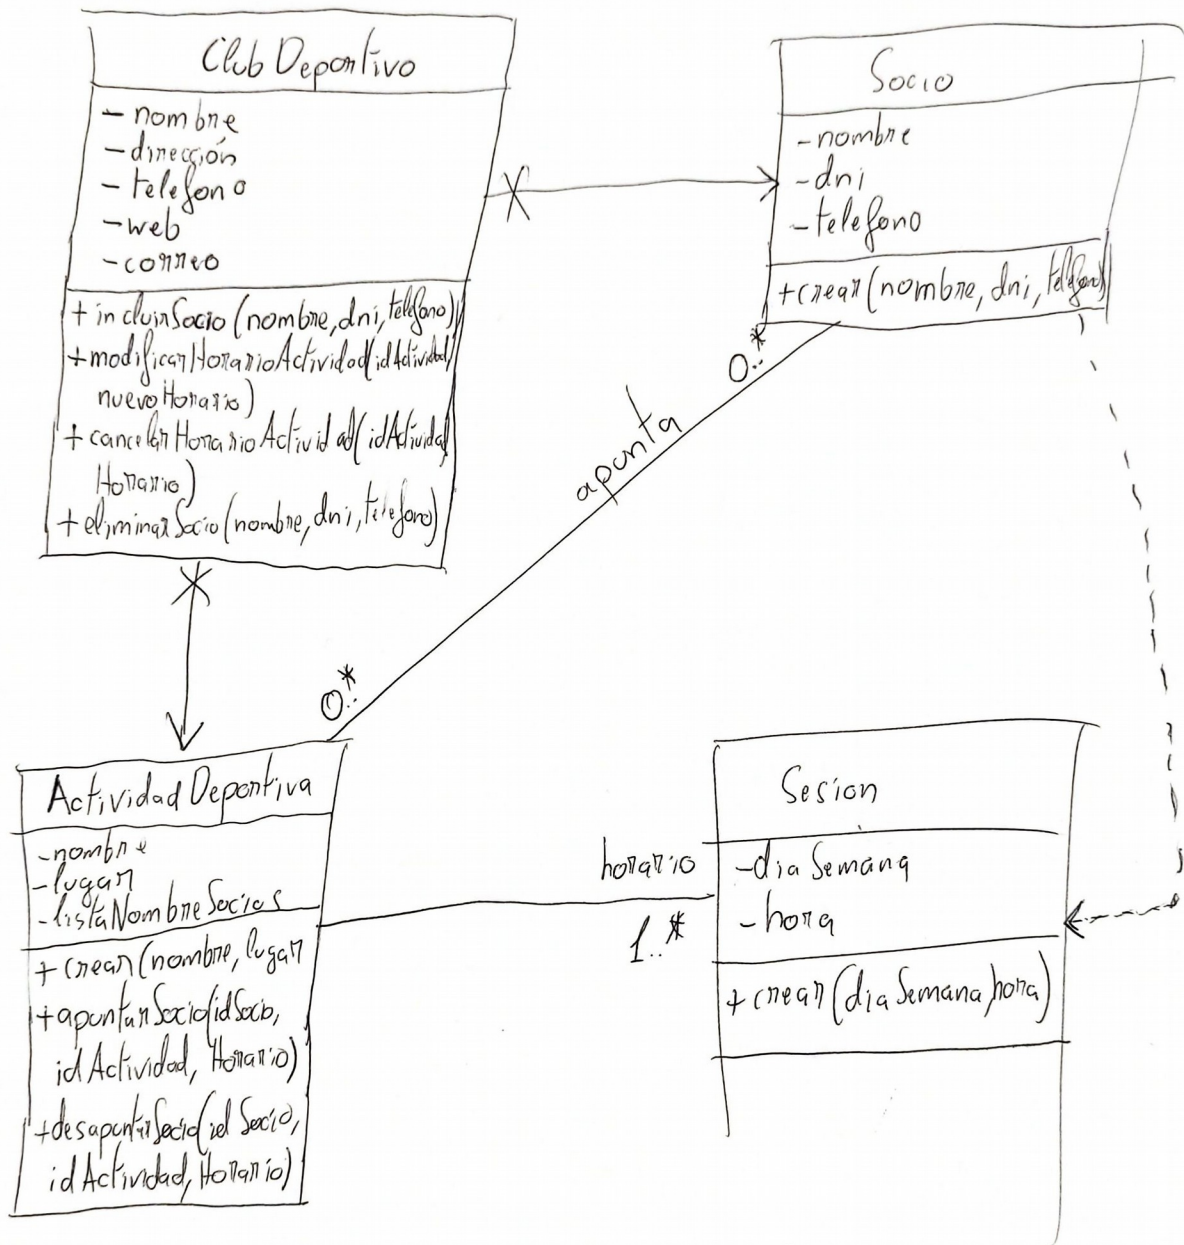 Club Deportivo
- nombre
- dirección
- telefono
- web
- correo
+ incluirSocio (nombre, dni, telefono)
+ modificarHorarioActividad (idActividad,
nuevoHorario)
+ cancelarHorarioActividad (idActividad
Horario)
+ eliminarSocio (nombre, dni, telefono)
Socio
- nombre
- dni
- telefono
+ crear (nombre, dni, telefono)
0..*
apunta
0..*
Actividad Deportiva
- nombre
- lugar
- listaNombreSocios
+ crear (nombre, lugar
+ apuntarSocio (idSocio,
idActividad, Horario)
+ desapuntarSocio (idSocio,
idActividad, Horario)
horario
1..*
Sesion
- diaSemana
- hora
+ crear (diaSemana, hora)